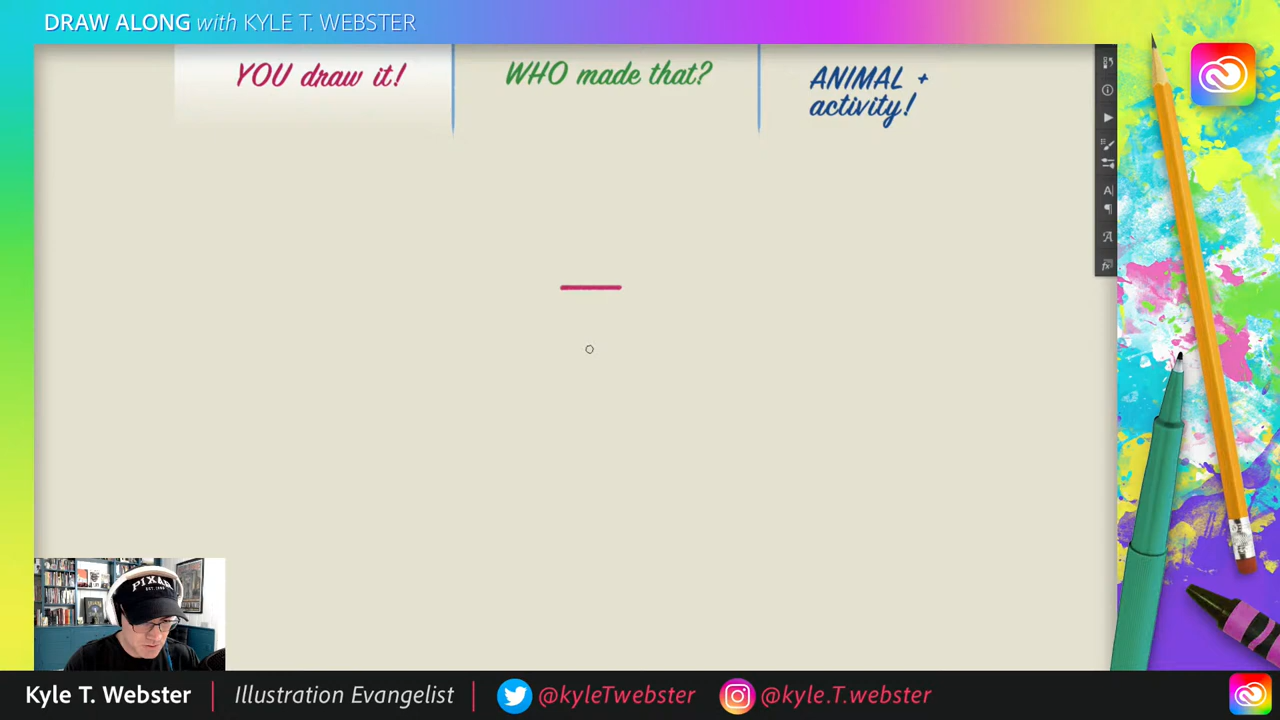 DRAW ALONG with KYLE T. WEBSTER
YOU draw it!
WHO made that?
ANIMAL +
activity!
PIXAR
Kyle T. Webster | Illustration Evangelist @kyleTwebster | @kyle.T.webster